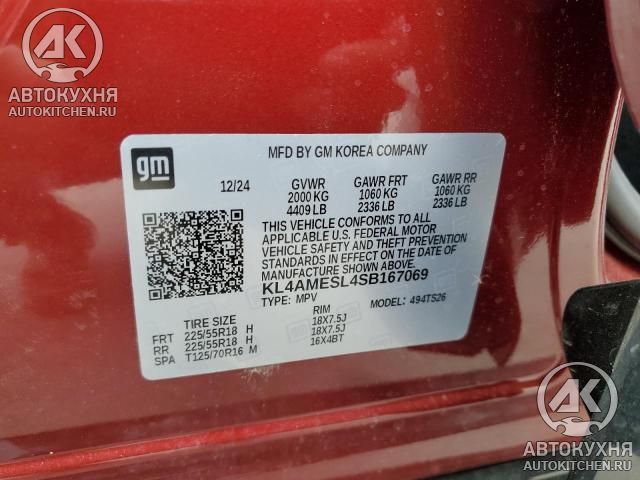 AK
АВТОКУХНЯ
AUTOKITCHEN.RU
gm
MFD BY GM KOREA COMPANY
12/24 GVWR GAWR FRT GAWR RR
2000 KG 1060 KG 1060 KG
4409 LB 2336 LB 2336 LB
THIS VEHICLE CONFORMS TO ALL
APPLICABLE U.S. FEDERAL MOTOR
VEHICLE SAFETY AND THEFT PREVENTION
STANDARDS IN EFFECT ON THE DATE OF
MANUFACTURE SHOWN ABOVE.
KL4AMESL4SB167069
TYPE: MPV MODEL: 494TS26
TIRE SIZE RIM
FRT 225/55R18 H 18X7.5J
RR 225/55R18 H 18X7.5J
SPA T125/70R16 M 16X4BT
AK
АВТОКУХНЯ
AUTOKITCHEN.RU